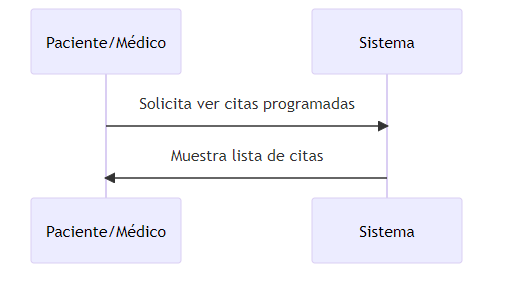 Paciente/Médico
Sistema
Solicita ver citas programadas
Muestra lista de citas
Paciente/Médico
Sistema